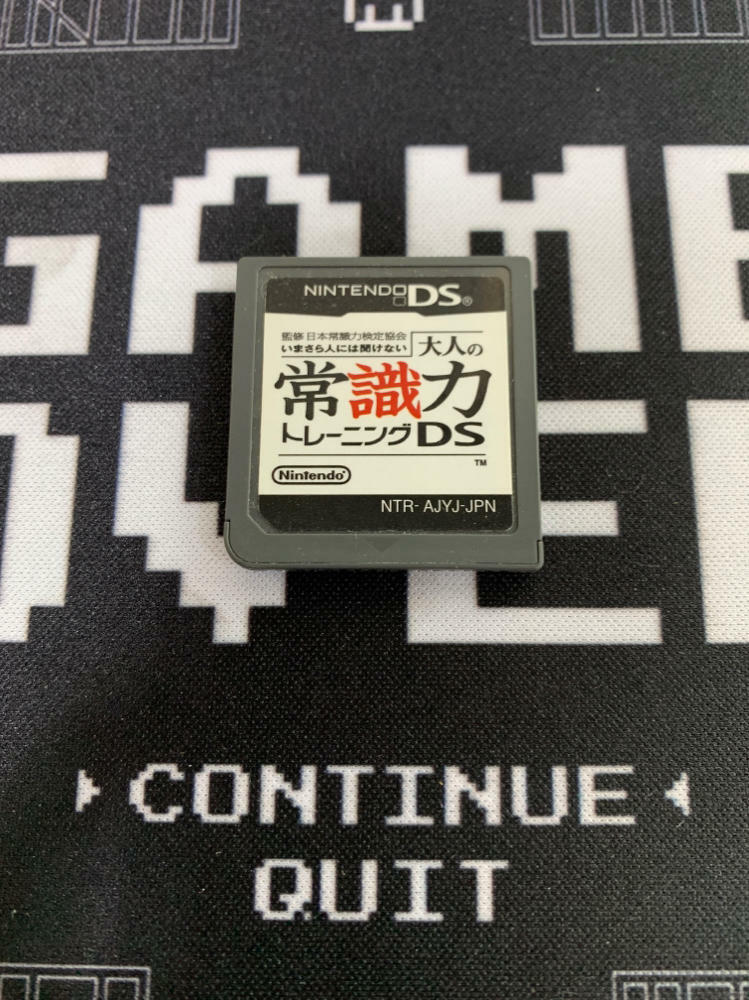 GAME
NINTENDO DS®
監修 日本常識力検定協会
いまさら人には聞けない
大人の
常識力
トレーニングDS
Nintendo®
TM
NTR- AJYJ-JPN
OVER
CONTINUE
QUIT